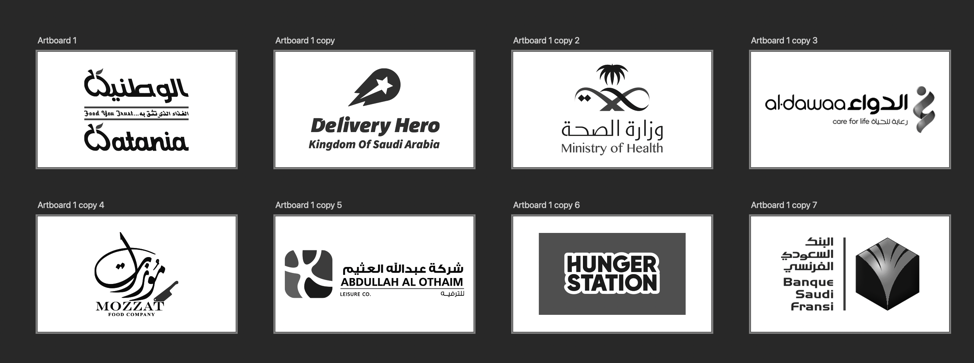 Artboard 1
الوطنية
Food You Trust...الغذاء الذي تثق به
Watania
Artboard 1 copy
Delivery Hero
Kingdom Of Saudi Arabia
Artboard 1 copy 2
وزارة الصحة
Ministry of Health
Artboard 1 copy 3
al·dawaa الدواء
care for life رعاية للحياة
Artboard 1 copy 4
موزات
MOZZAT
FOOD COMPANY
Artboard 1 copy 5
شركة عبدالله العثيم
ABDULLAH AL OTHAIM
LEISURE CO. للترفيه
Artboard 1 copy 6
HUNGER
STATION
Artboard 1 copy 7
البنك
السعودي
الفرنسي
Banque
Saudi
Fransi